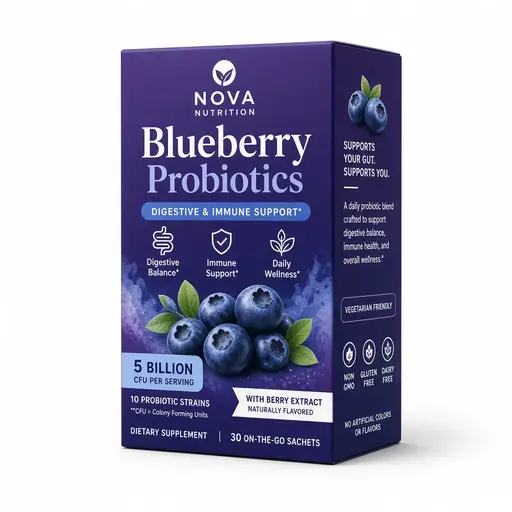 NOVA
NUTRITION
Blueberry
Probiotics
DIGESTIVE & IMMUNE SUPPORT*
Digestive
Balance*
Immune
Support*
Daily
Wellness*
5 BILLION
CFU PER SERVING
10 PROBIOTIC STRAINS
**CFU = Colony Forming Units
WITH BERRY EXTRACT
NATURALLY FLAVORED
DIETARY SUPPLEMENT | 30 ON-THE-GO SACHETS
SUPPORTS
YOUR GUT.
SUPPORTS YOU.
A daily probiotic blend
crafted to support
digestive balance,
immune health, and
overall wellness.*
VEGETARIAN FRIENDLY
NON
GMO
GLUTEN
FREE
DAIRY
FREE
NO ARTIFICIAL COLORS
OR FLAVORS